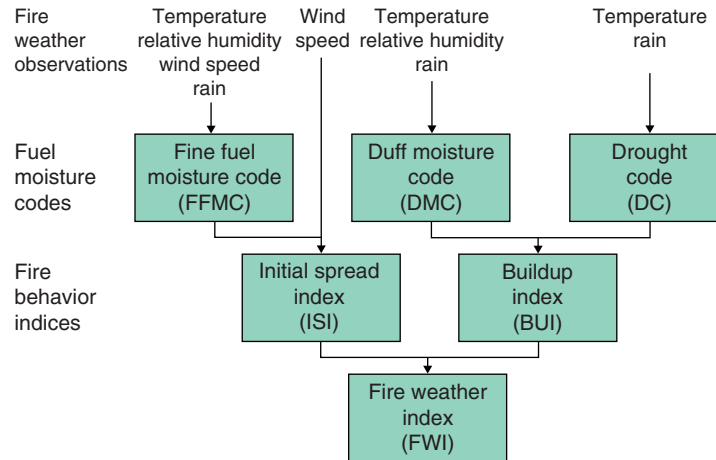 Fire
weather
observations
Temperature
relative humidity
wind speed
rain
Wind
speed
Temperature
relative humidity
rain
Temperature
rain
Fuel
moisture
codes
Fine fuel
moisture code
(FFMC)
Duff moisture
code
(DMC)
Drought
code
(DC)
Fire
behavior
indices
Initial spread
index
(ISI)
Buildup
index
(BUI)
Fire weather
index
(FWI)